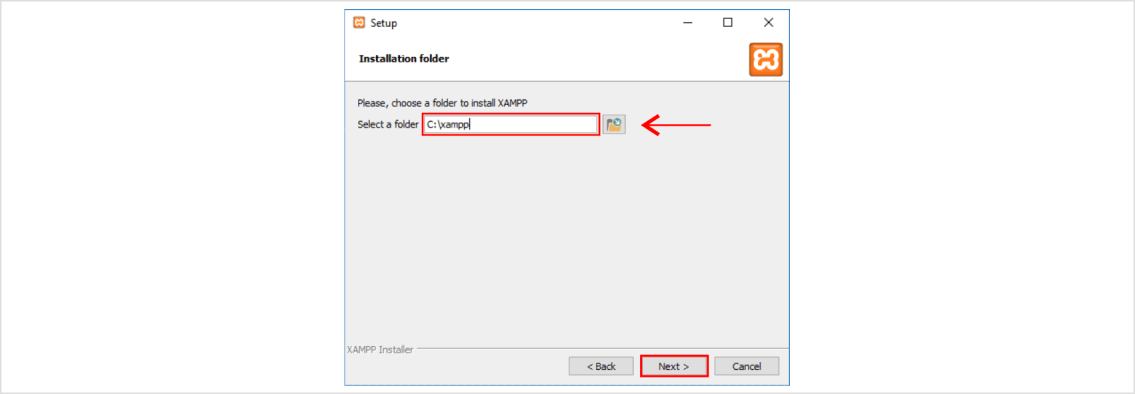 Setup
Installation folder
Please, choose a folder to install XAMPP
Select a folder C:\xampp
XAMPP Installer
< Back Next > Cancel